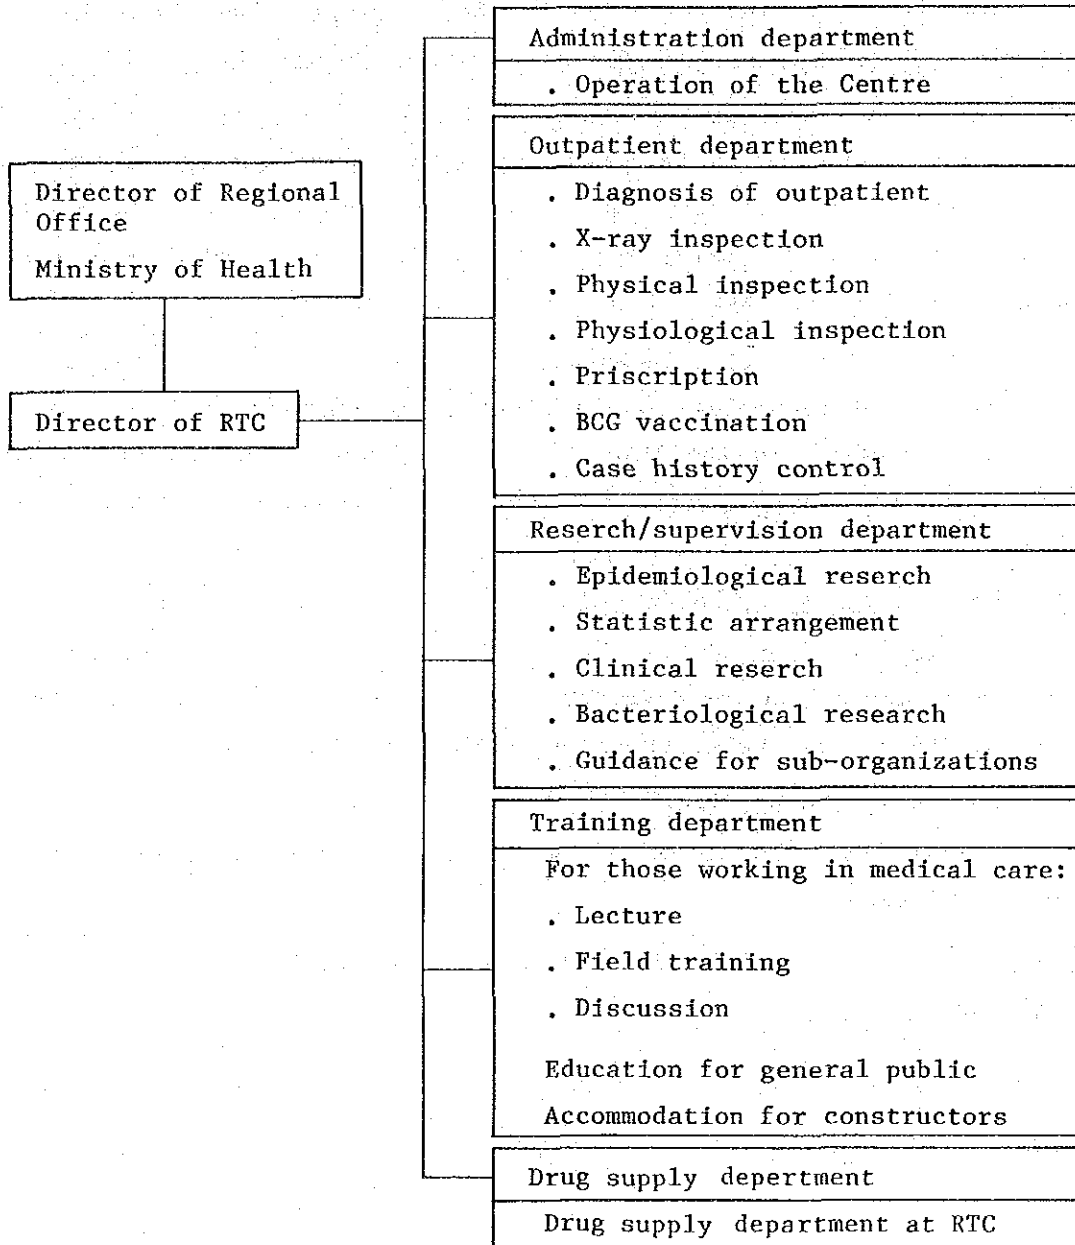 Director of Regional
Office
Ministry of Health
Director of RTC
Administration department
. Operation of the Centre
Outpatient department
. Diagnosis of outpatient
. X-ray inspection
. Physical inspection
. Physiological inspection
. Priscription
. BCG vaccination
. Case history control
Reserch/supervision department
. Epidemiological reserch
. Statistic arrangement
. Clinical reserch
. Bacteriological research
. Guidance for sub-organizations
Training department
For those working in medical care:
. Lecture
. Field training
. Discussion
Education for general public
Accommodation for constructors
Drug supply depertment
Drug supply department at RTC